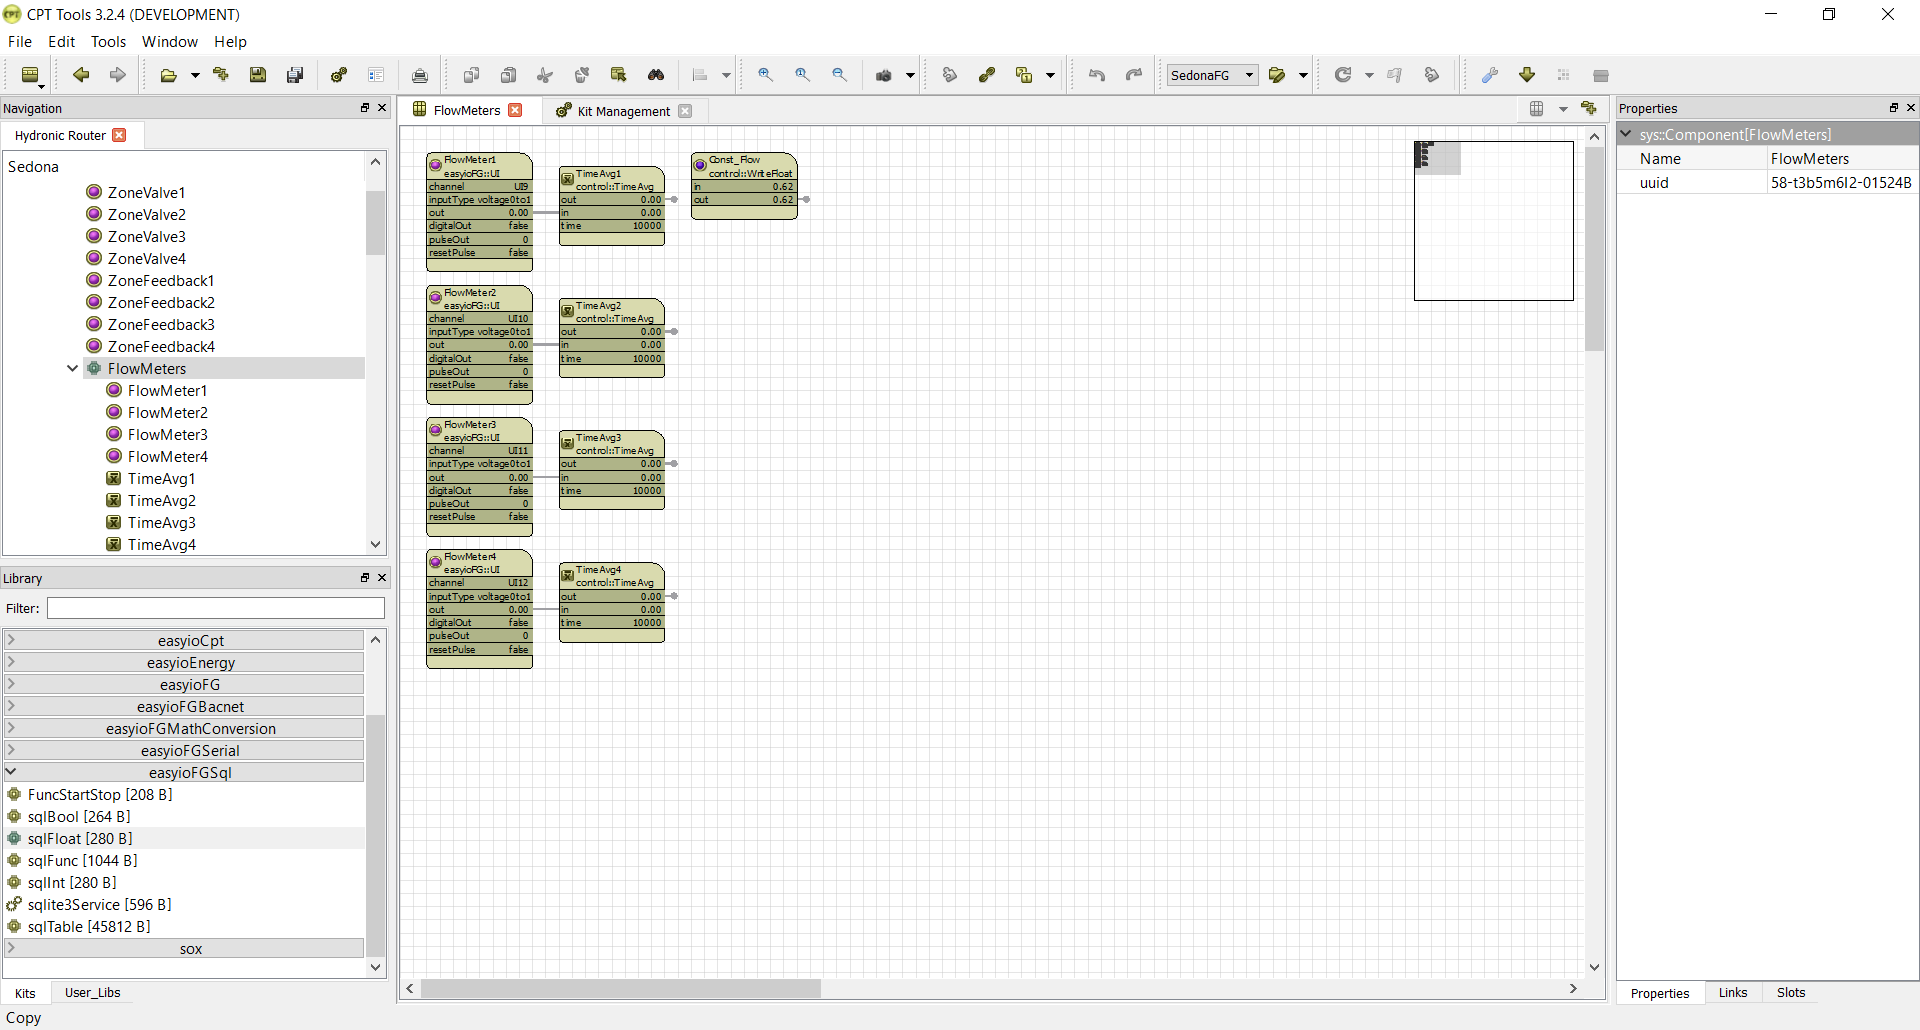 CPT Tools 3.2.4 (DEVELOPMENT)
File Edit Tools Window Help
SedonaFG
Navigation
Hydronic Router
Sedona
ZoneValve1
ZoneValve2
ZoneValve3
ZoneValve4
ZoneFeedback1
ZoneFeedback2
ZoneFeedback3
ZoneFeedback4
FlowMeters
FlowMeter1
FlowMeter2
FlowMeter3
FlowMeter4
TimeAvg1
TimeAvg2
TimeAvg3
TimeAvg4
Library
Filter:
easyioCpt
easyioEnergy
easyioFG
easyioFGBacnet
easyioFGMathConversion
easyioFGSerial
easyioFGSql
FuncStartStop [208 B]
sqlBool [264 B]
sqlFloat [280 B]
sqlFunc [1044 B]
sqlInt [280 B]
sqlite3Service [596 B]
sqlTable [45812 B]
sox
Kits User_Libs
Copy
FlowMeters Kit Management
FlowMeter1
easyioFG::UI
channel UI9
inputType voltage0to1
out 0.00
digitalOut false
pulseOut 0
resetPulse false
TimeAvg1
control::TimeAvg
out 0.00
in 0.00
time 10000
Const_Flow
control::WriteFloat
in 0.62
out 0.62
FlowMeter2
easyioFG::UI
channel UI10
inputType voltage0to1
out 0.00
digitalOut false
pulseOut 0
resetPulse false
TimeAvg2
control::TimeAvg
out 0.00
in 0.00
time 10000
FlowMeter3
easyioFG::UI
channel UI11
inputType voltage0to1
out 0.00
digitalOut false
pulseOut 0
resetPulse false
TimeAvg3
control::TimeAvg
out 0.00
in 0.00
time 10000
FlowMeter4
easyioFG::UI
channel UI12
inputType voltage0to1
out 0.00
digitalOut false
pulseOut 0
resetPulse false
TimeAvg4
control::TimeAvg
out 0.00
in 0.00
time 10000
Properties
sys::Component[FlowMeters]
Name FlowMeters
uuid 58-t3b5m6I2-01524B
Properties Links Slots